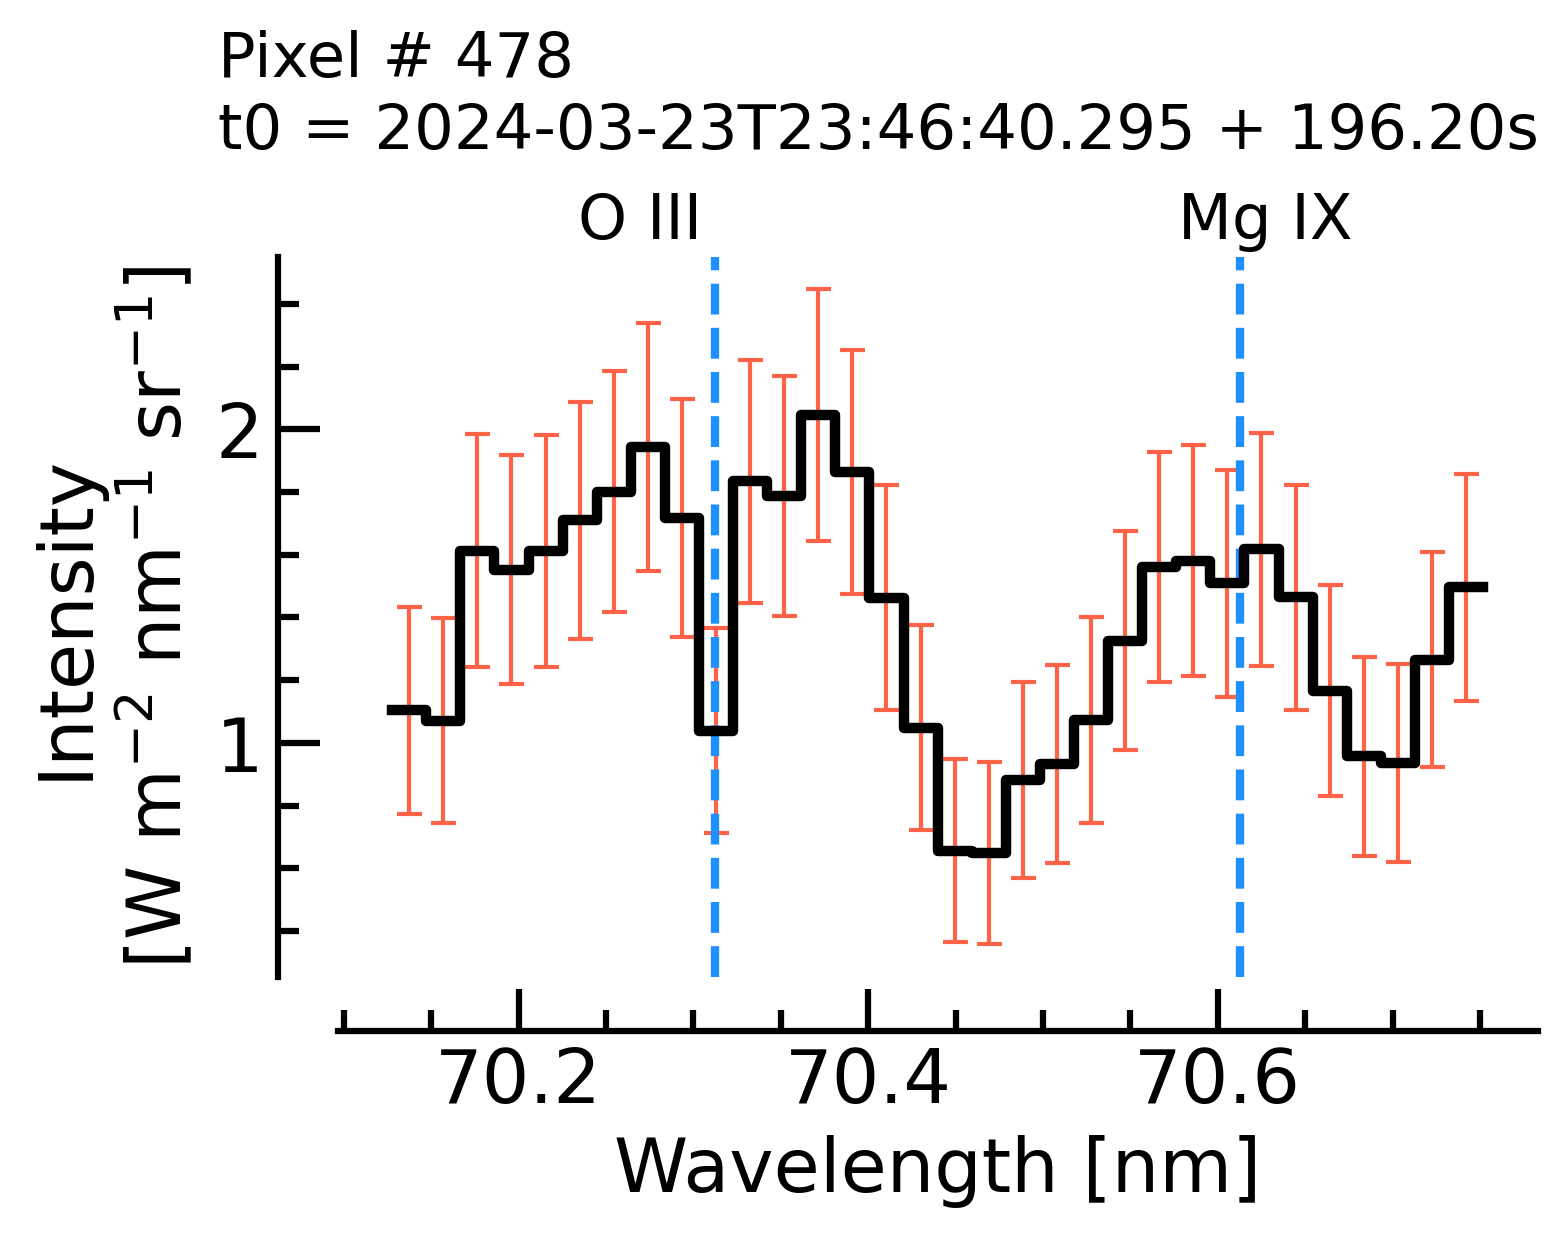 Pixel # 478
t0 = 2024-03-23T23:46:40.295 + 196.20s
O III
Mg IX
Intensity
[W m⁻² nm⁻¹ sr⁻¹]
2
1
70.2
70.4
70.6
Wavelength [nm]